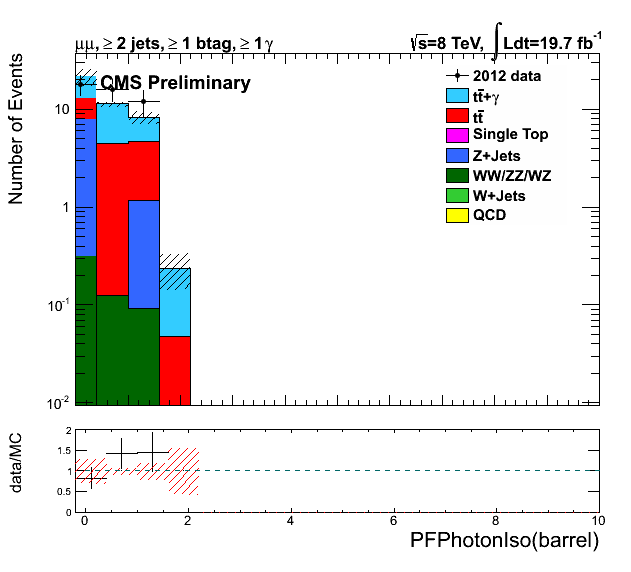 μμ, ≥ 2 jets, ≥ 1 btag, ≥ 1 γ
√s=8 TeV, ∫ Ldt=19.7 fb⁻¹
CMS Preliminary
2012 data
tt̄+γ
tt̄
Single Top
Z+Jets
WW/ZZ/WZ
W+Jets
QCD
Number of Events
10
1
10⁻¹
10⁻²
data/MC
2
1.5
1
0.5
0
0 2 4 6 8 10
PFPhotonIso(barrel)